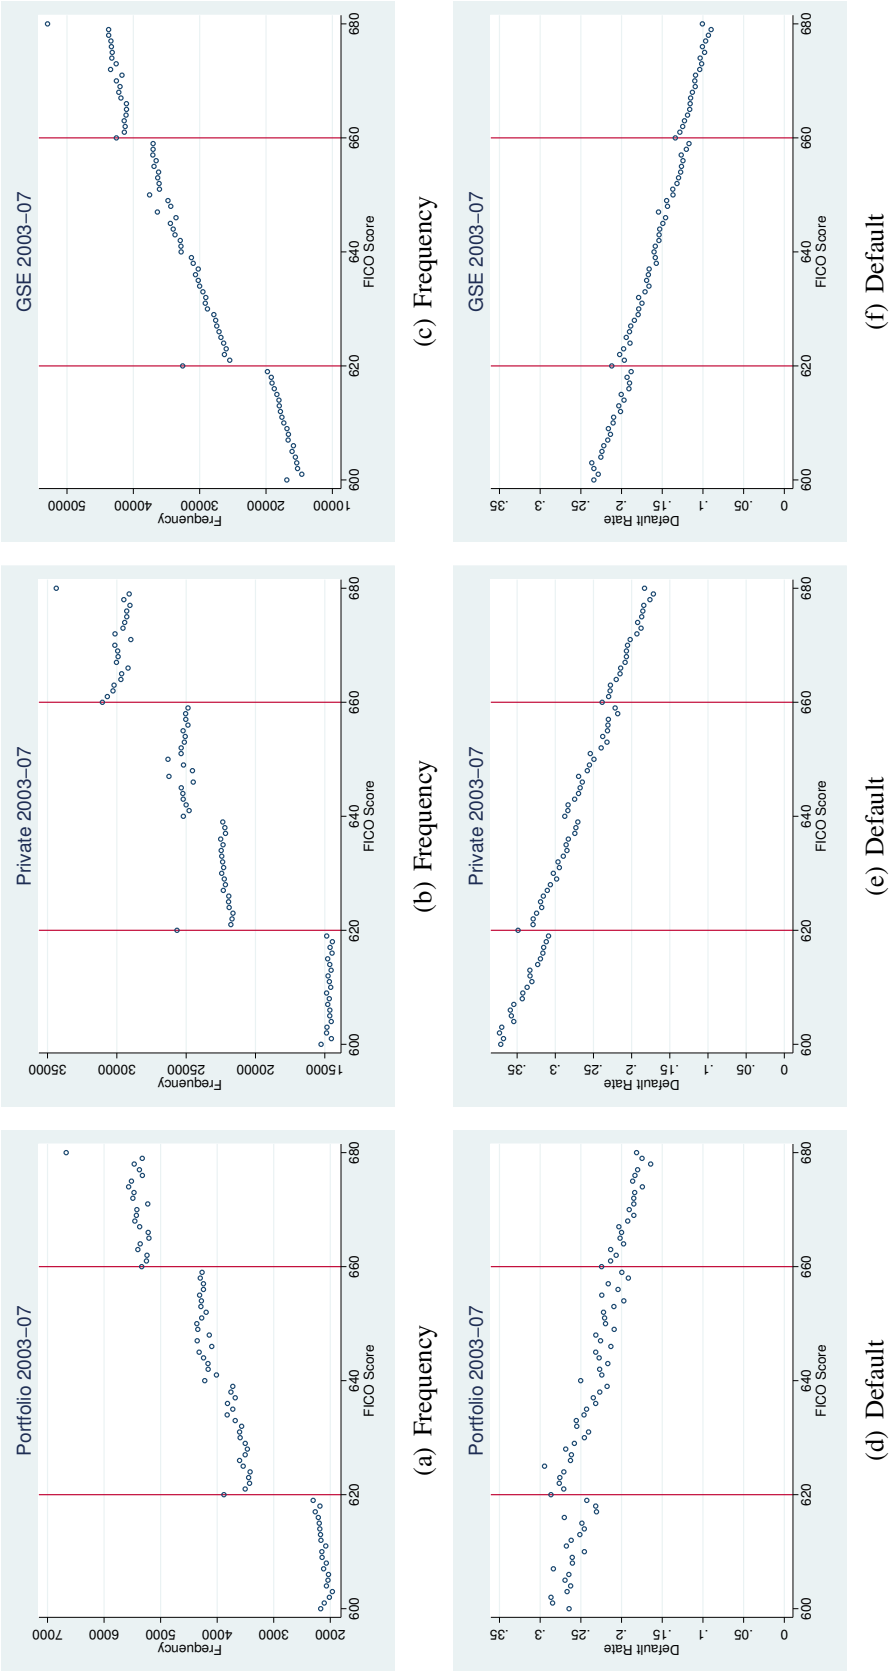 Portfolio 2003–07
Frequency
7000
6000
5000
4000
3000
2000
600
620
640
660
680
FICO Score
(a) Frequency
Private 2003–07
Frequency
35000
30000
25000
20000
15000
600
620
640
660
680
FICO Score
(b) Frequency
GSE 2003–07
Frequency
50000
40000
30000
20000
10000
600
620
640
660
680
FICO Score
(c) Frequency
Portfolio 2003–07
Default Rate
.35
.3
.25
.2
.15
.1
.05
0
600
620
640
660
680
FICO Score
(d) Default
Private 2003–07
Default Rate
.35
.3
.25
.2
.15
.1
.05
0
600
620
640
660
680
FICO Score
(e) Default
GSE 2003–07
Default Rate
.35
.3
.25
.2
.15
.1
.05
0
600
620
640
660
680
FICO Score
(f) Default